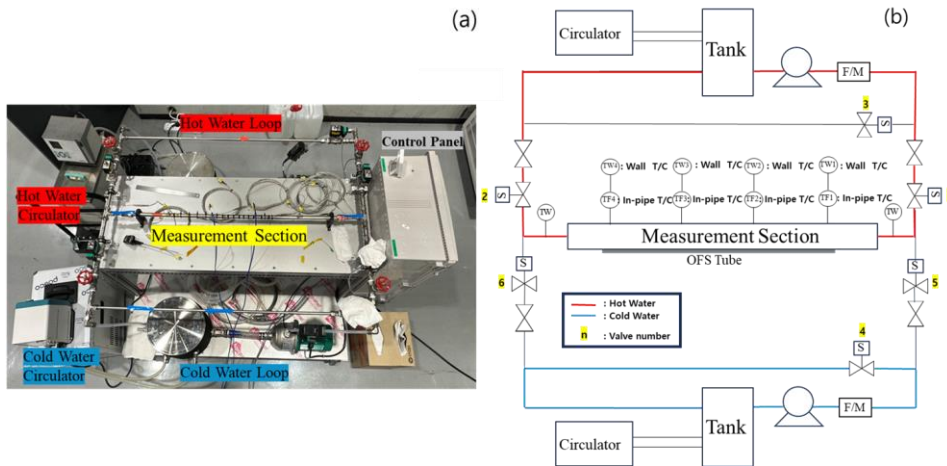 (a)
Hot Water Loop
Control Panel
Hot Water
Circulator
Measurement Section
Cold Water
Circulator
Cold Water Loop
(b)
Circulator
Tank
F/M
3
S
2
S
S
TW4 : Wall T/C
TW3 : Wall T/C
TW2 : Wall T/C
TW1 : Wall T/C
TF4 : In-pipe T/C
TF3 : In-pipe T/C
TF2 : In-pipe T/C
TF1 : In-pipe T/C
TW
TW
Measurement Section
OFS Tube
S
6
S
5
: Hot Water
: Cold Water
n : Valve number
4
S
Tank
F/M
Circulator